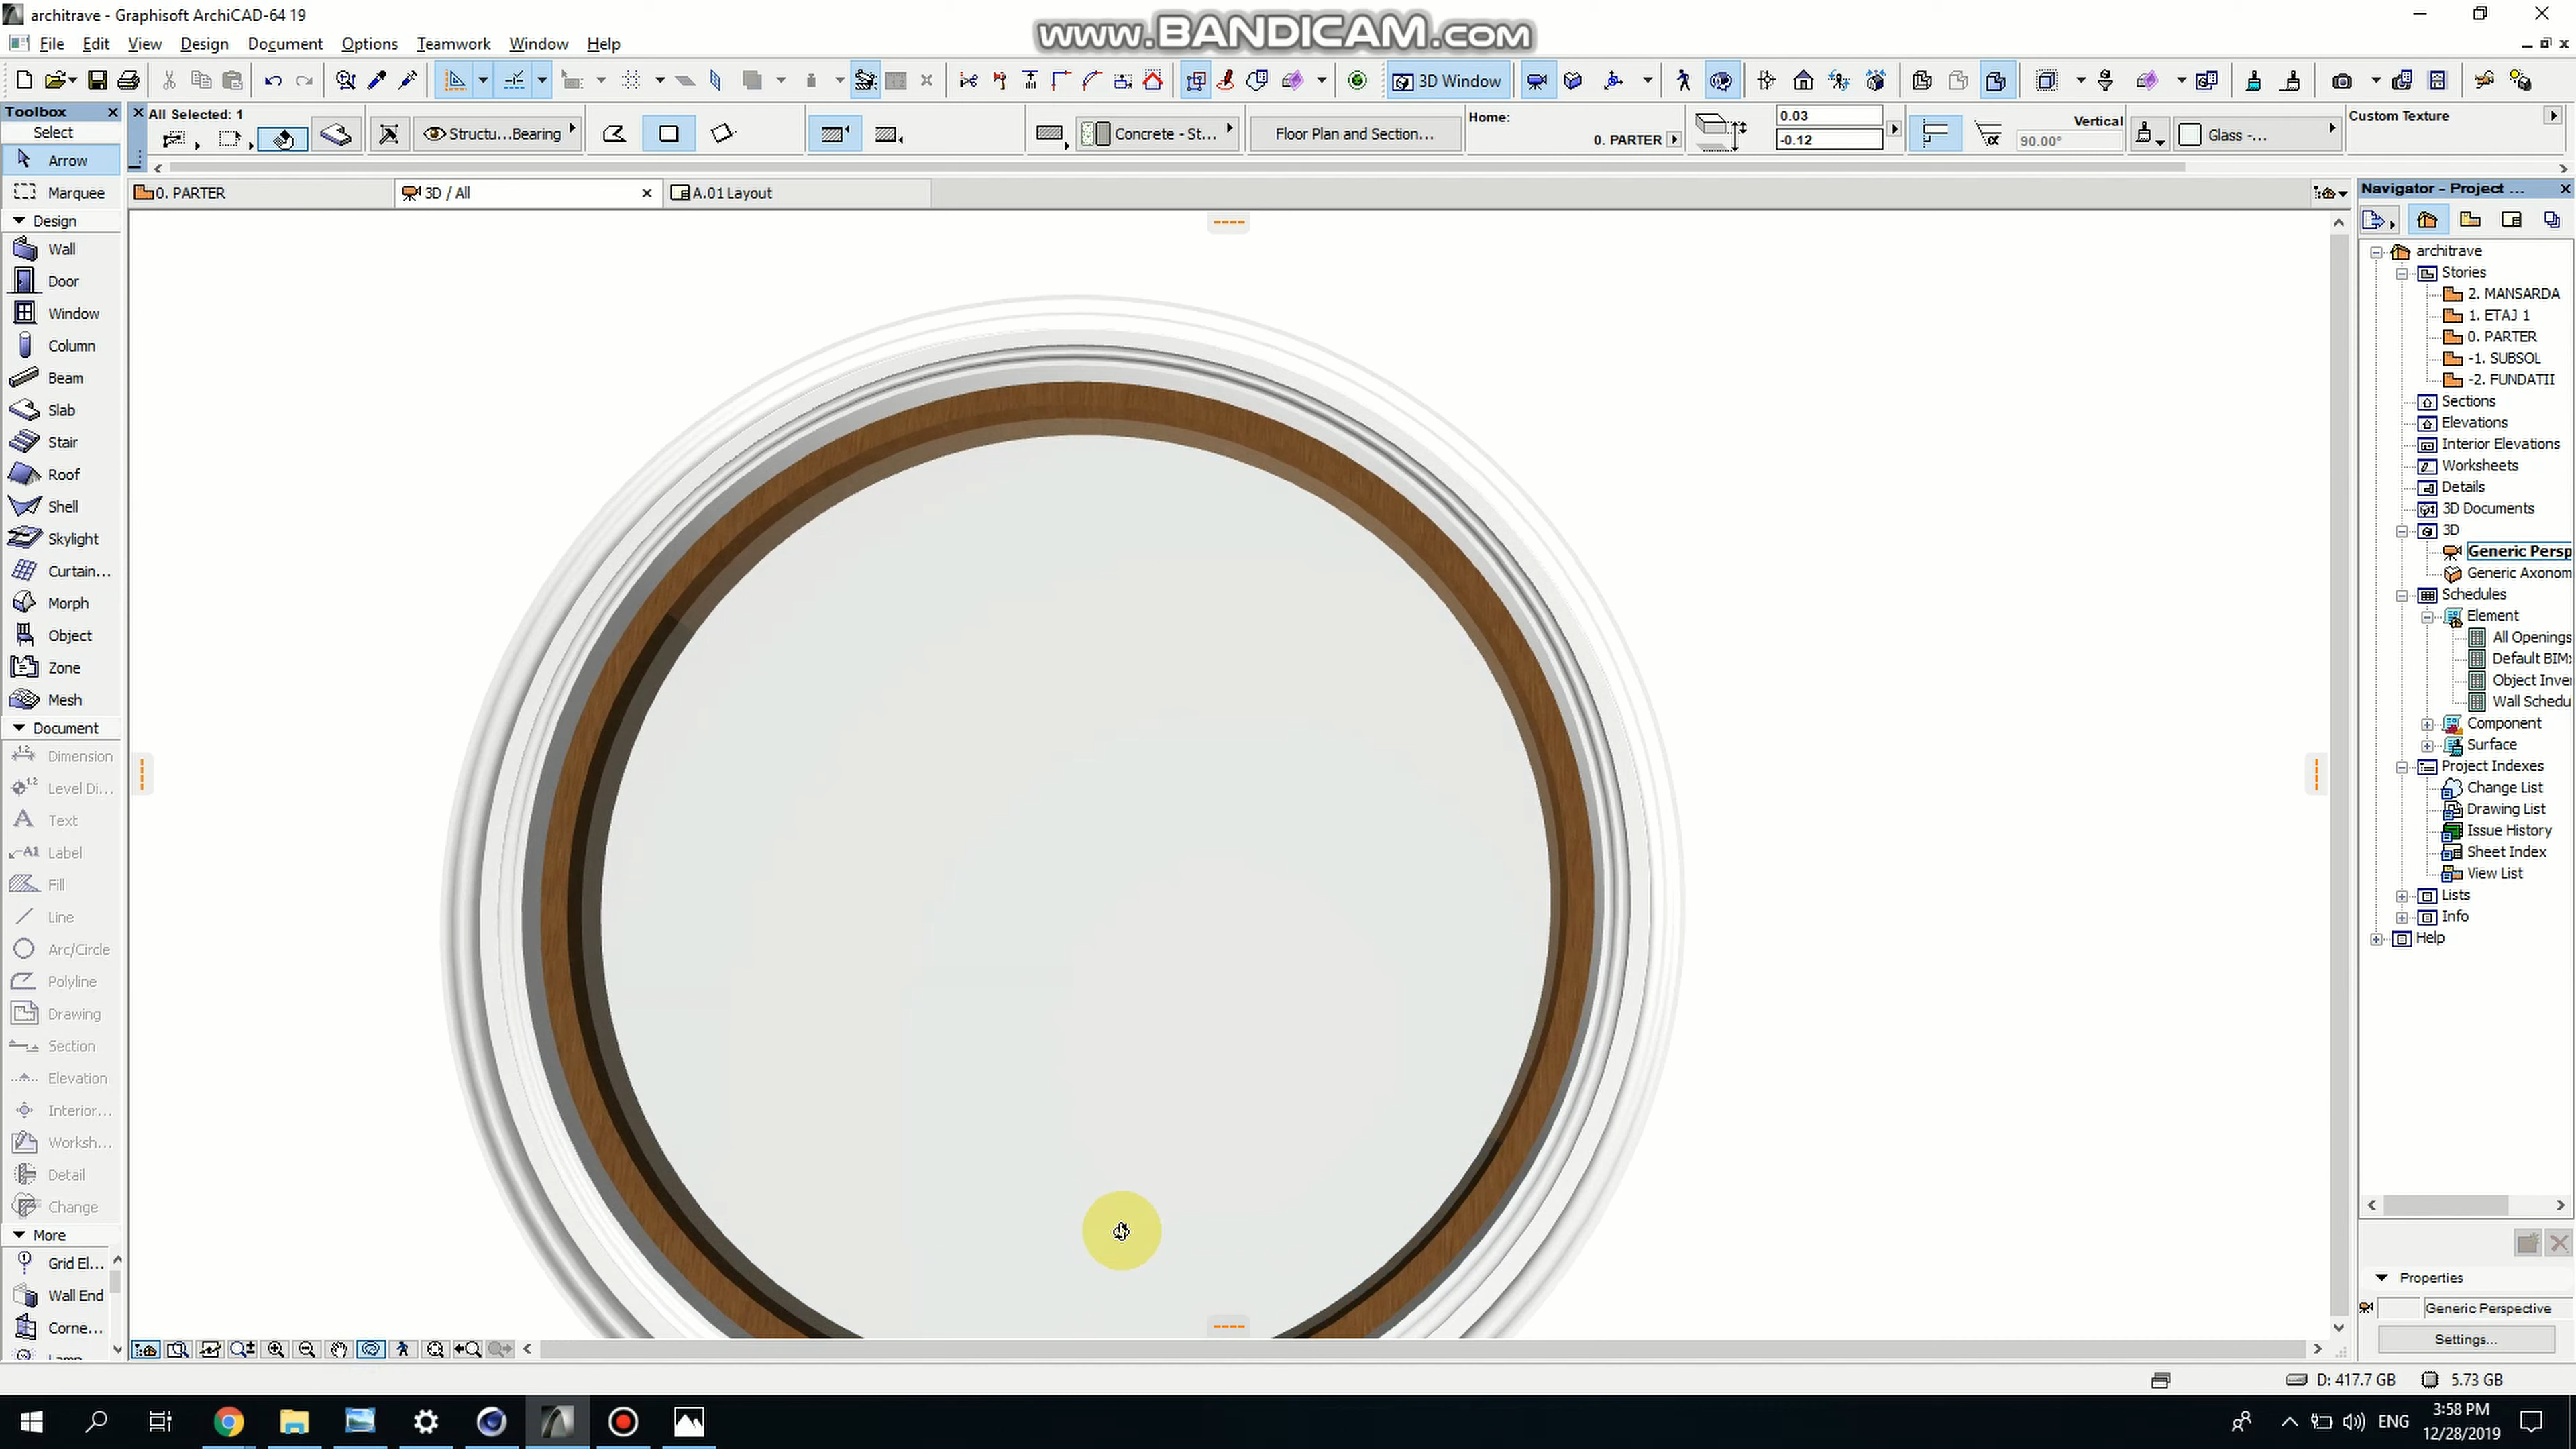 architrave - Graphisoft ArchiCAD-64 19
www.BANDICAM.com
File Edit View Design Document Options Teamwork Window Help
3D Window
Toolbox
All Selected: 1
Select
Arrow
Marquee
Structu...Bearing
Concrete - St...
Floor Plan and Section...
Home:
0. PARTER
0.03
-0.12
Vertical
90.00°
Glass -...
Custom Texture
0. PARTER
3D / All
A.01 Layout
Design
Wall
Door
Window
Column
Beam
Slab
Stair
Roof
Shell
Skylight
Curtain...
Morph
Object
Zone
Mesh
Document
Dimension
Level Di...
Text
Label
Fill
Line
Arc/Circle
Polyline
Drawing
Section
Elevation
Interior...
Worksh...
Detail
Change
More
Grid El...
Wall End
Corne...
Navigator - Project ...
architrave
Stories
2. MANSARDA
1. ETAJ 1
0. PARTER
-1. SUBSOL
-2. FUNDATII
Sections
Elevations
Interior Elevations
Worksheets
Details
3D Documents
3D
Generic Persp
Generic Axonom
Schedules
Element
All Openings
Default BIM
Object Inve
Wall Schedu
Component
Surface
Project Indexes
Change List
Drawing List
Issue History
Sheet Index
View List
Lists
Info
Help
Properties
Generic Perspective
Settings...
D: 417.7 GB
5.73 GB
ENG
3:58 PM
12/28/2019